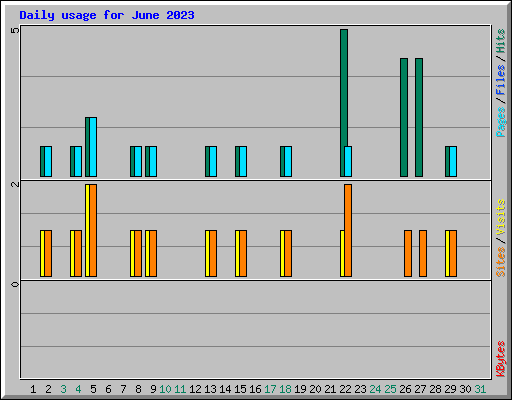 Daily usage for June 2023
5
2
0
Pages / Files / Hits
Sites / Visits
KBytes
1 2 3 4 5 6 7 8 9 10 11 12 13 14 15 16 17 18 19 20 21 22 23 24 25 26 27 28 29 30 31